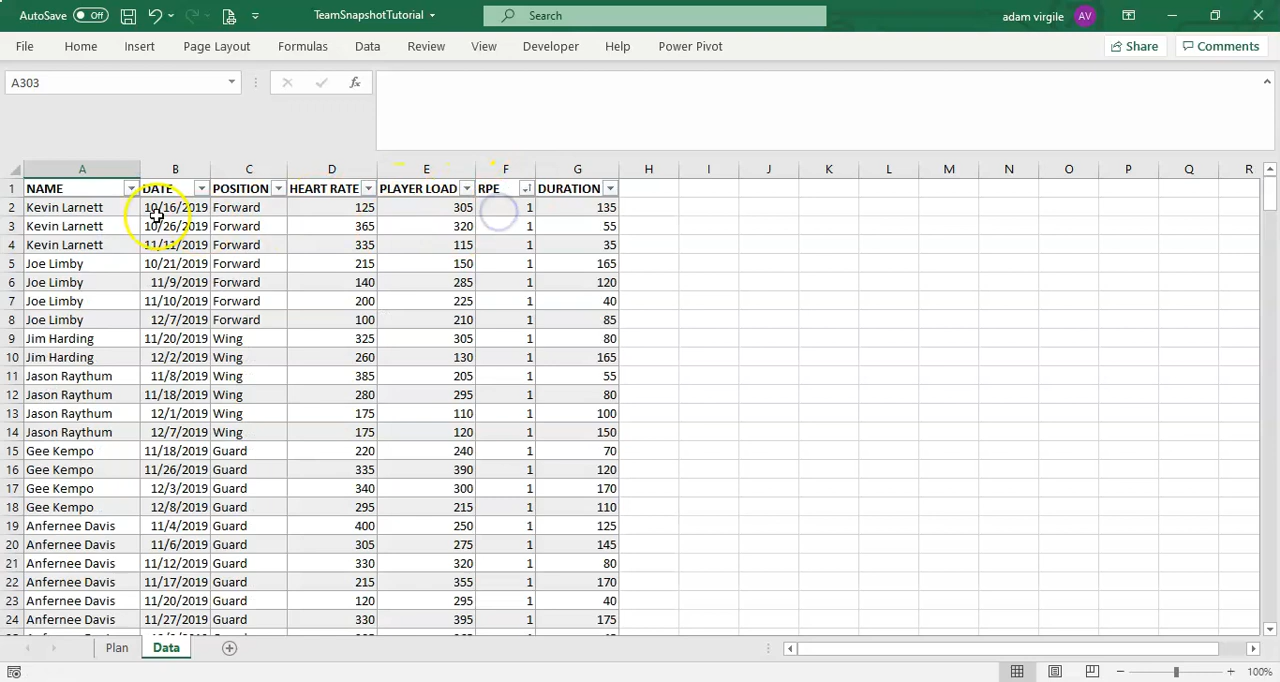 AutoSave Off TeamSnapshotTutorial Search adam virgile AV
File Home Insert Page Layout Formulas Data Review View Developer Help Power Pivot Share Comments
A303 fx
A B C D E F G H I J K L M N O P Q R
1 NAME DATE POSITION HEART RATE PLAYER LOAD RPE DURATION
2 Kevin Larnett 10/16/2019 Forward 125 305 1 135
3 Kevin Larnett 10/26/2019 Forward 365 320 1 55
4 Kevin Larnett 11/11/2019 Forward 335 115 1 35
5 Joe Limby 10/21/2019 Forward 215 150 1 165
6 Joe Limby 11/9/2019 Forward 140 285 1 120
7 Joe Limby 11/10/2019 Forward 200 225 1 40
8 Joe Limby 12/7/2019 Forward 100 210 1 85
9 Jim Harding 11/20/2019 Wing 325 305 1 80
10 Jim Harding 12/2/2019 Wing 260 130 1 165
11 Jason Raythum 11/8/2019 Wing 385 205 1 55
12 Jason Raythum 11/18/2019 Wing 280 295 1 80
13 Jason Raythum 12/1/2019 Wing 175 110 1 100
14 Jason Raythum 12/7/2019 Wing 175 120 1 150
15 Gee Kempo 11/18/2019 Guard 220 240 1 70
16 Gee Kempo 11/26/2019 Guard 335 390 1 120
17 Gee Kempo 12/3/2019 Guard 340 300 1 170
18 Gee Kempo 12/8/2019 Guard 295 215 1 110
19 Anfernee Davis 11/4/2019 Guard 400 250 1 125
20 Anfernee Davis 11/6/2019 Guard 305 275 1 145
21 Anfernee Davis 11/12/2019 Guard 330 320 1 80
22 Anfernee Davis 11/17/2019 Guard 215 355 1 170
23 Anfernee Davis 11/20/2019 Guard 120 295 1 40
24 Anfernee Davis 11/27/2019 Guard 330 395 1 175
Plan Data
100%